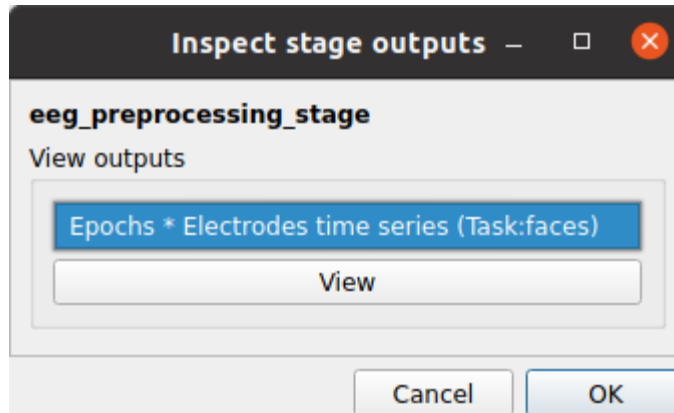 Inspect stage outputs
eeg_preprocessing_stage
View outputs
Epochs * Electrodes time series (Task:faces)
View
Cancel OK